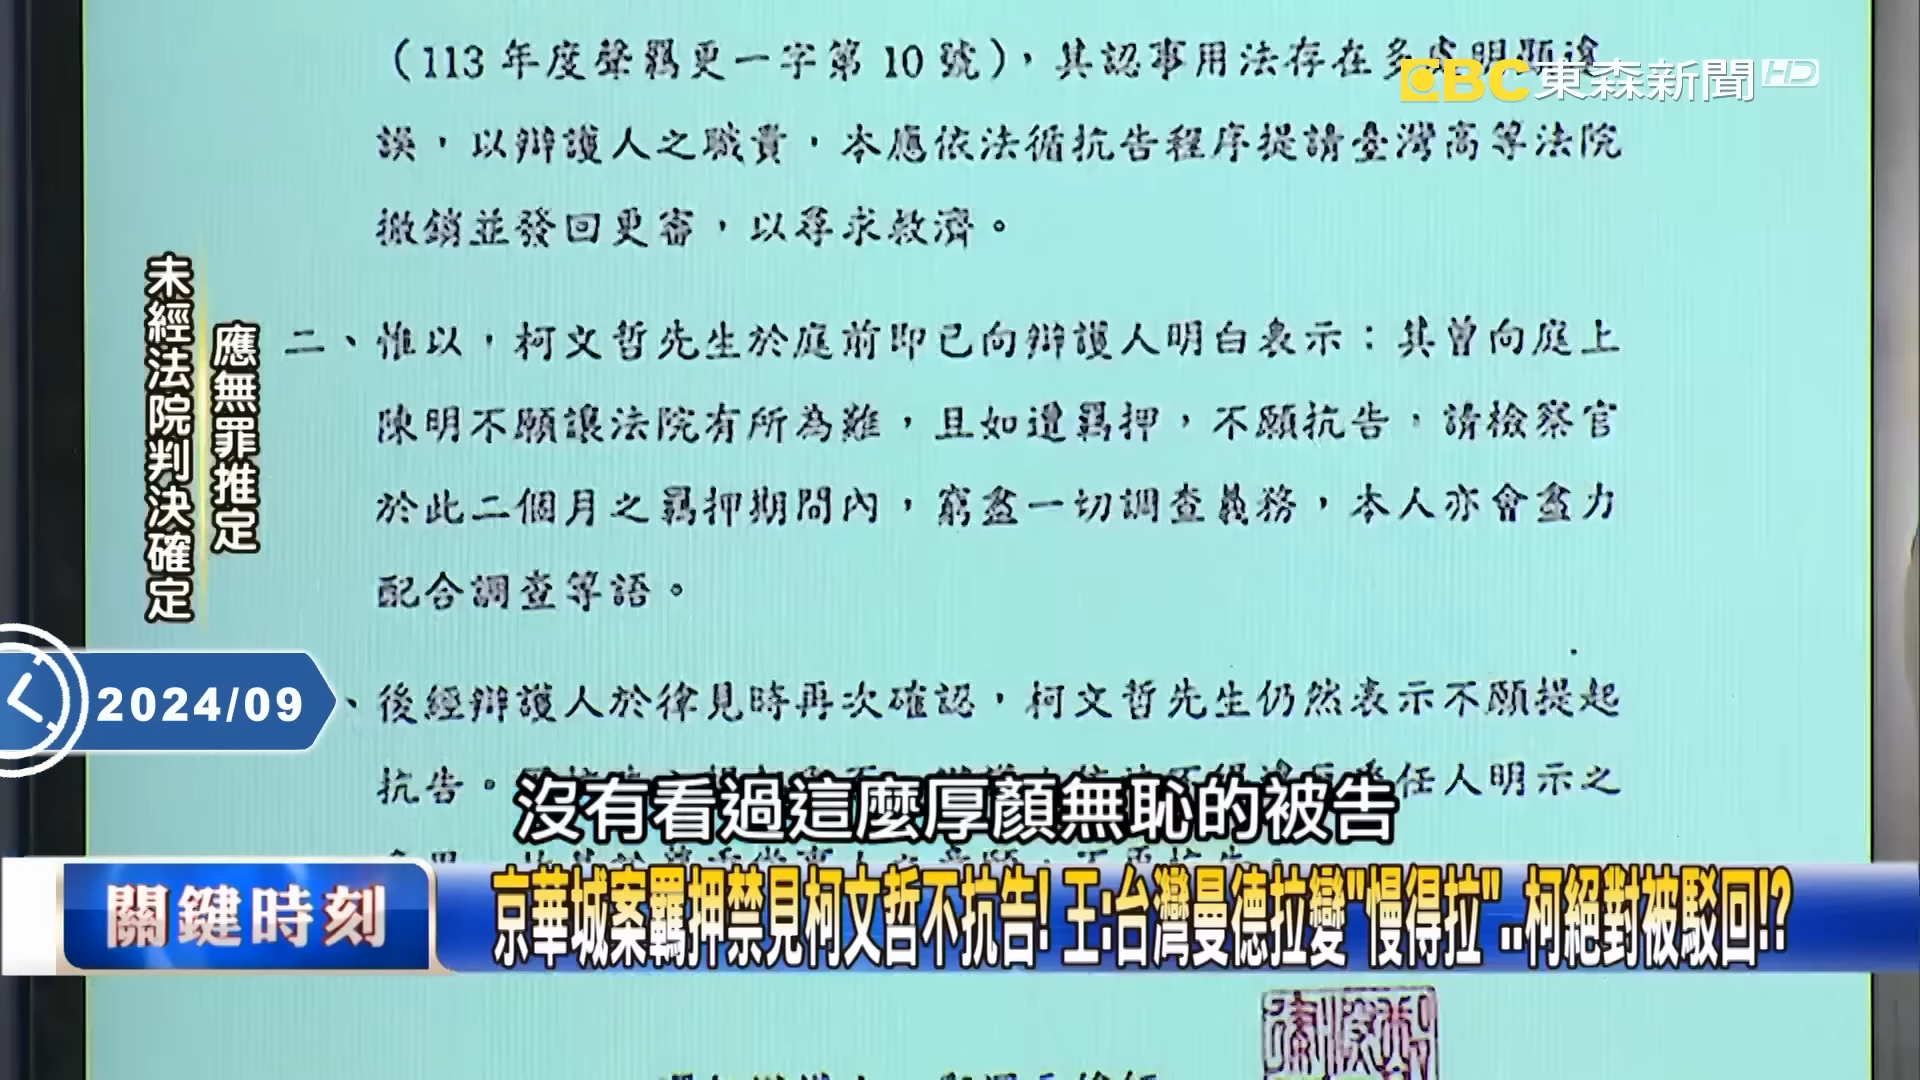 （113年度聲羈更一字第10號），其認事用法存在多處明顯違
EBC東森新聞HD
誤，以辯護人之職責，本應依法循抗告程序提請臺灣高等法院
撤銷並發回更審，以尋求救濟。
應無罪推定
未經法院判決確定
二、惟以，柯文哲先生於庭前即已向辯護人明白表示：其曾向庭上
陳明不願讓法院有所為難，且如遭羈押，不願抗告，請檢察官
於此二個月之羈押期間內，窮盡一切調查義務，本人亦會盡力
配合調查等語。
2024/09
、後經辯護人於律見時再次確認，柯文哲先生仍然表示不願提起
抗告。 責任人明示之
沒有看過這麼厚顏無恥的被告
關鍵時刻
京華城案羈押禁見柯文哲不抗告! 王:台灣曼德拉變"慢得拉"..柯絕對被駁回!?